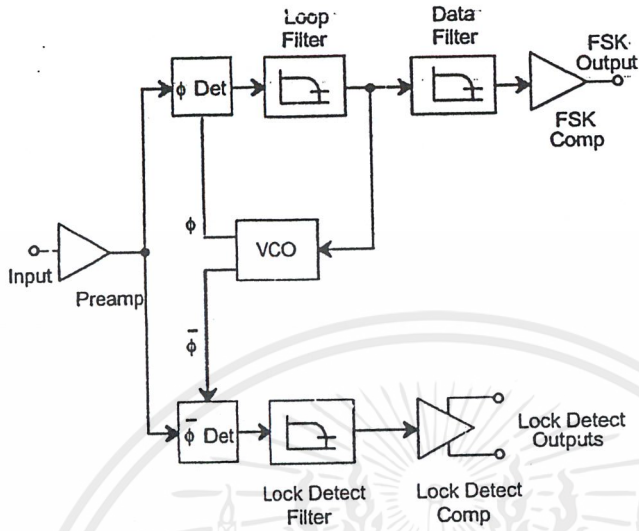 Loop
Filter
Data
Filter
FSK
Output
ϕ Det
FSK
Comp
ϕ
VCO
Input
Preamp
ϕ̅
ϕ̅ Det
Lock Detect
Outputs
Lock Detect
Filter
Lock Detect
Comp